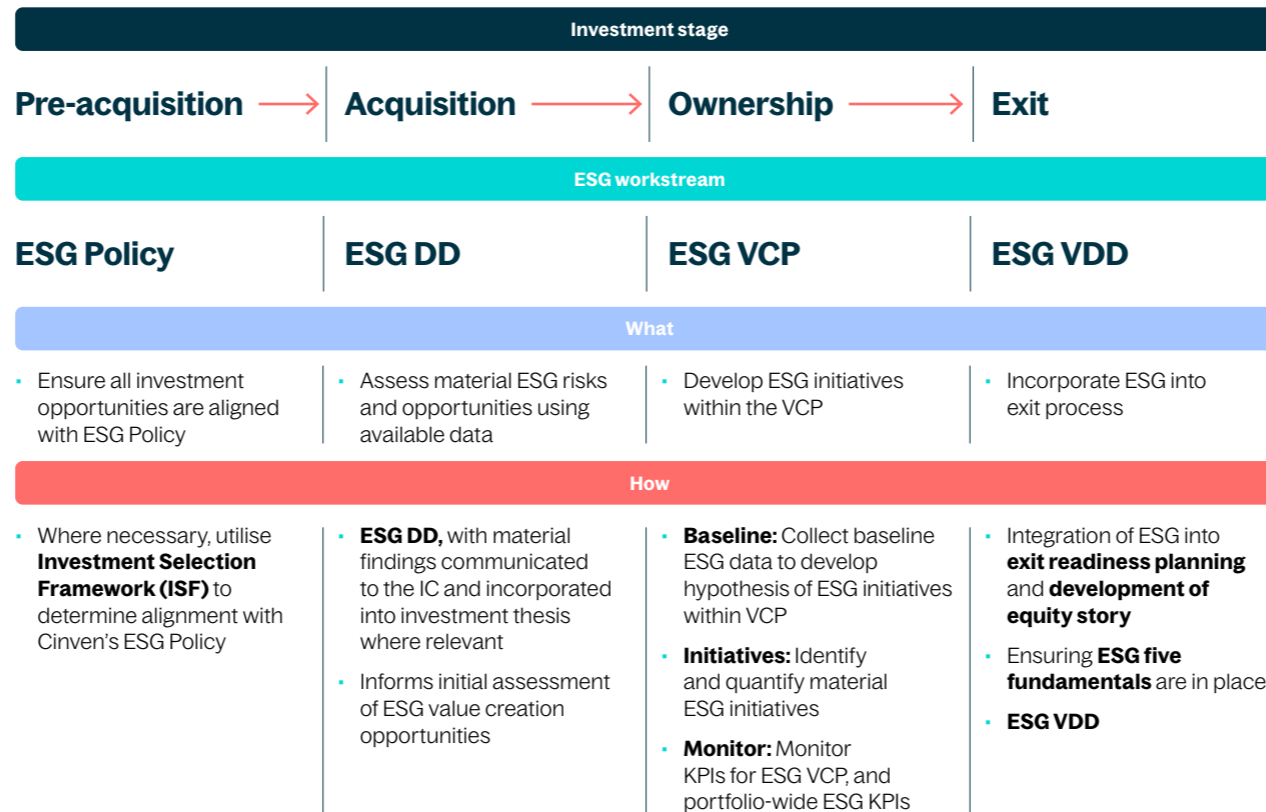 Investment stage
Pre-acquisition
Acquisition
Ownership
Exit
ESG workstream
ESG Policy
ESG DD
ESG VCP
ESG VDD
What
Ensure all investment
opportunities are aligned
with ESG Policy
Assess material ESG risks
and opportunities using
available data
Develop ESG initiatives
within the VCP
Incorporate ESG into
exit process
How
Where necessary, utilise
Investment Selection
Framework (ISF) to
determine alignment with
Cinven's ESG Policy
ESG DD, with material
findings communicated
to the IC and incorporated
into investment thesis
where relevant
Informs initial assessment
of ESG value creation
opportunities
Baseline: Collect baseline
ESG data to develop
hypothesis of ESG initiatives
within VCP
Initiatives: Identify
and quantify material
ESG initiatives
Monitor: Monitor
KPIs for ESG VCP, and
portfolio-wide ESG KPIs
Integration of ESG into
exit readiness planning
and development of
equity story
Ensuring ESG five
fundamentals are in place
ESG VDD